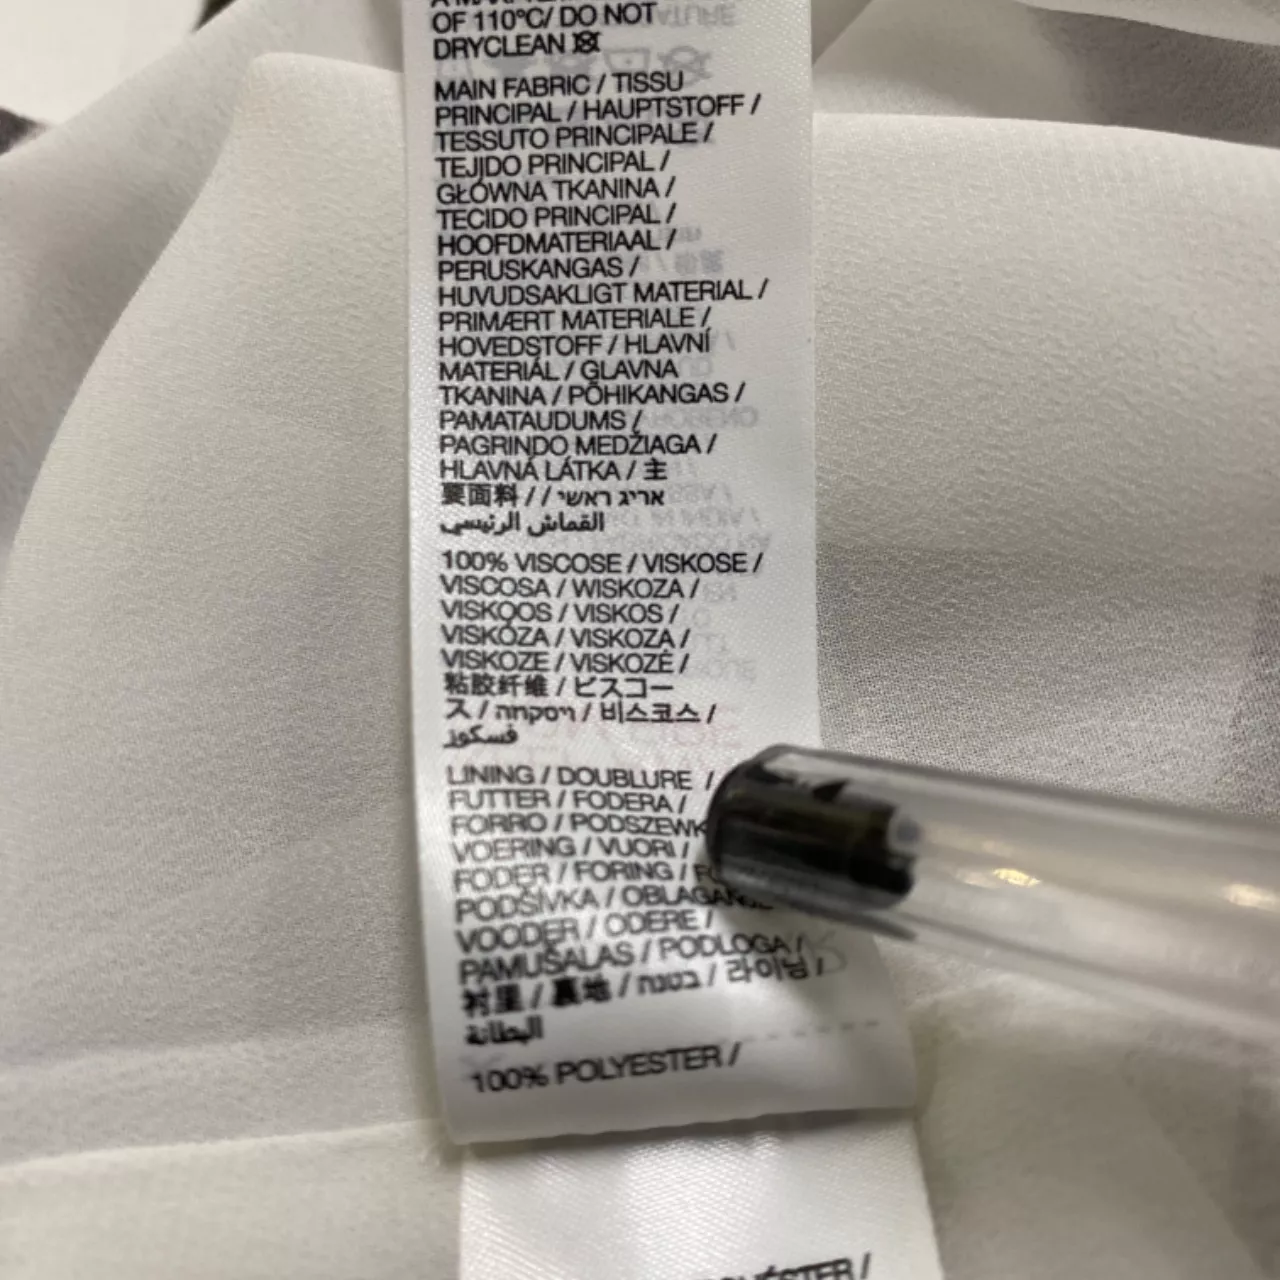 OF 110°C/ DO NOT
DRYCLEAN
MAIN FABRIC / TISSU
PRINCIPAL / HAUPTSTOFF /
TESSUTO PRINCIPALE /
TEJIDO PRINCIPAL /
GŁÓWNA TKANINA /
TECIDO PRINCIPAL /
HOOFDMATERIAAL /
PERUSKANGAS /
HUVUDSAKLIGT MATERIAL /
PRIMÆRT MATERIALE /
HOVEDSTOFF / HLAVNÍ
MATERIÁL / GLAVNA
TKANINA / PÕHIKANGAS /
PAMATAUDUMS /
PAGRINDO MEDŽIAGA /
HLAVNÁ LÁTKA / 主
要面料 / / אריג ראשי /
القماش الرئيسي
100% VISCOSE / VISKOSE /
VISCOSA / WISKOZA /
VISKOOS / VISKOS /
VISKÓZA / VISKOZA /
VISKOZE / VISKOZĖ /
粘胶纤维 / ビスコー
ス / ויסקחה / 비스코스 /
فسكوز
LINING / DOUBLURE /
FUTTER / FODERA /
FORRO / PODSZEWK
VOERING / VUORI /
FODER / FORING /
PODŠÍVKA /
VOODER / ODERE /
PAMUŠALAS / PODLOGA /
衬里 / 裏地 / בטנה / 라이닝 /
البطانة
100% POLYESTER /